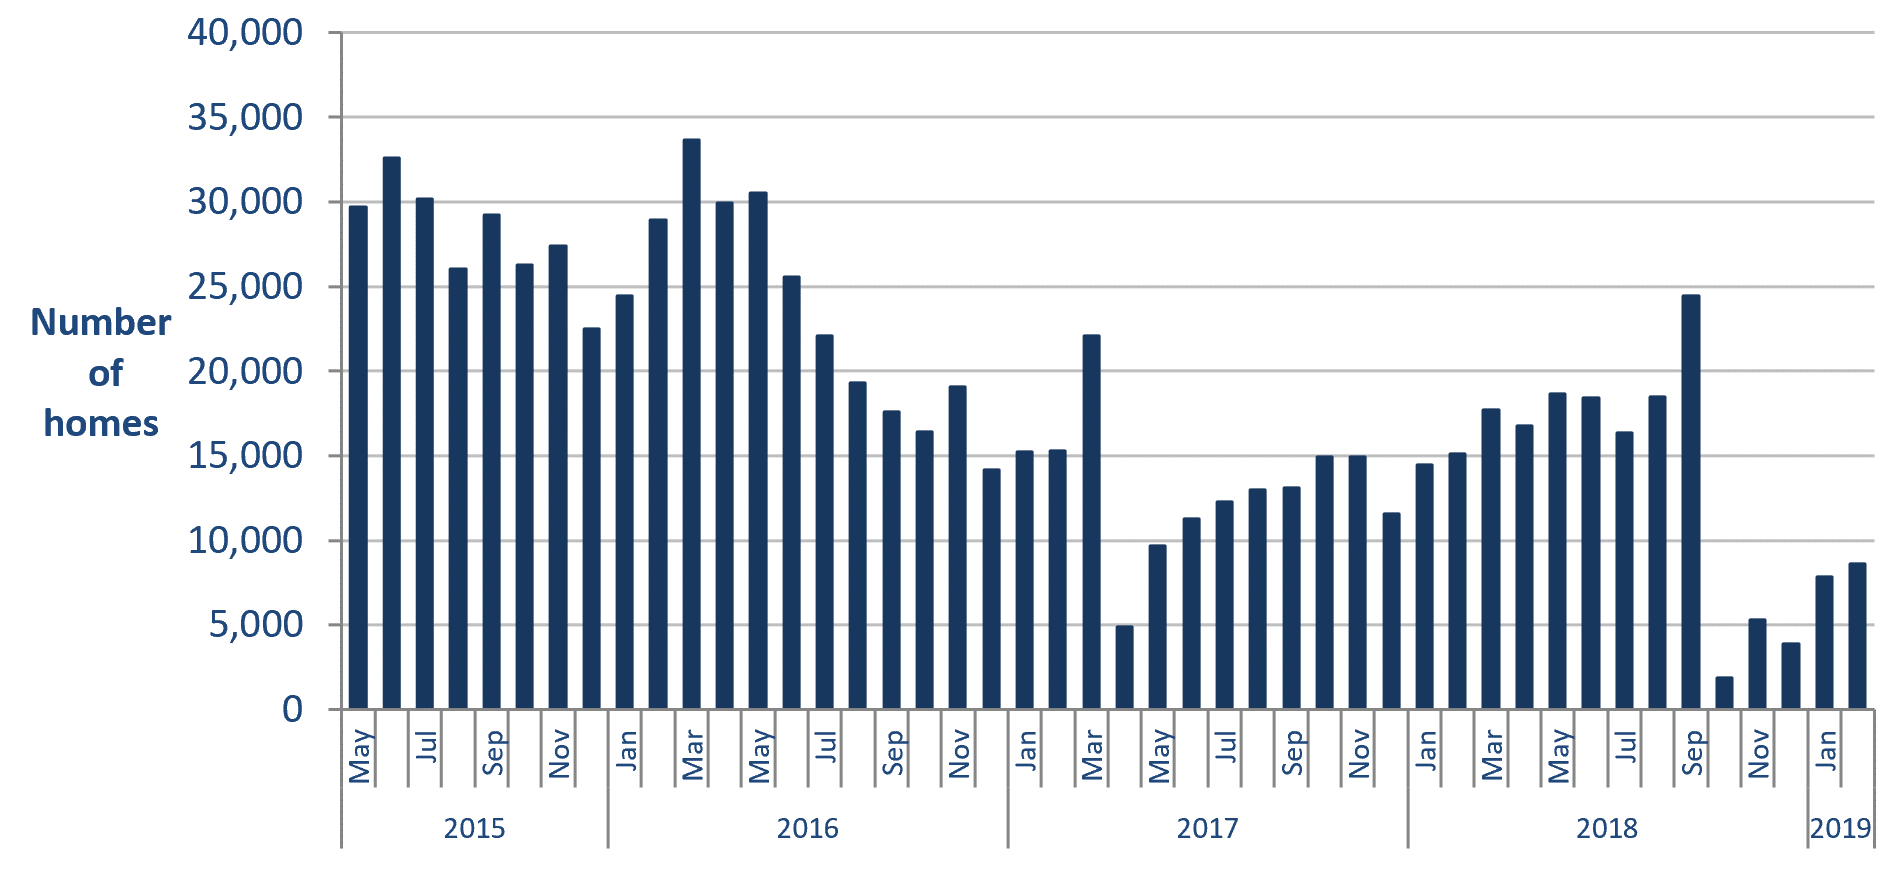 40,000
35,000
30,000
25,000
20,000
15,000
10,000
5,000
0
Number
of
homes
May Jul Sep Nov Jan Mar May Jul Sep Nov Jan Mar May Jul Sep Nov Jan Mar May Jul Sep Nov Jan
2015 2016 2017 2018 2019